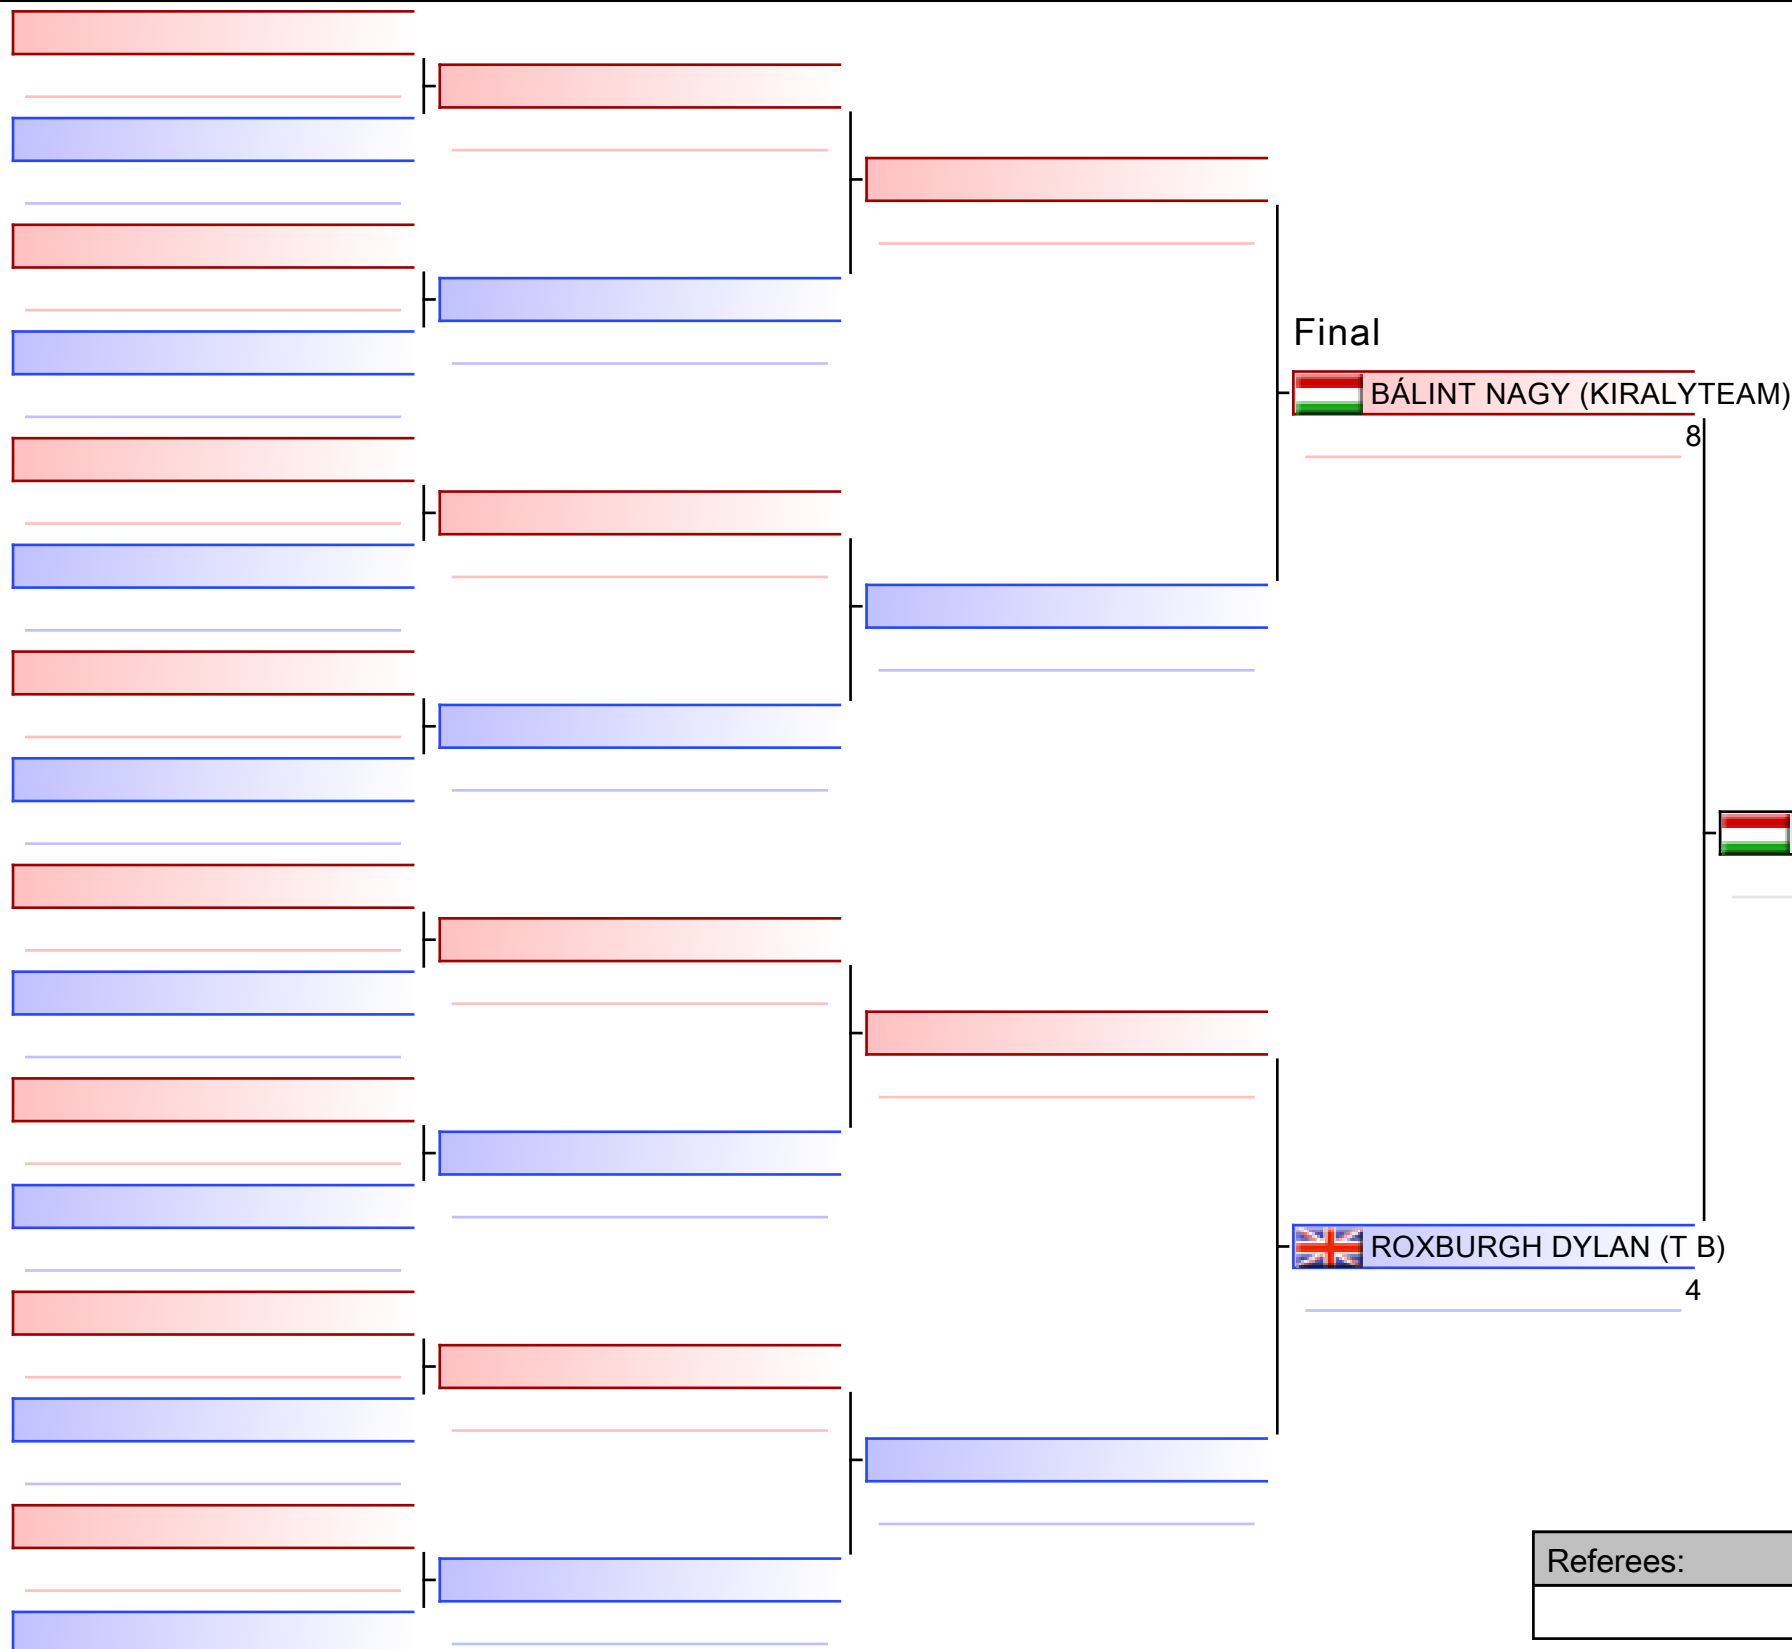 Final
BÁLINT NAGY (KIRALYTEAM)
8
ROXBURGH DYLAN (T B)
4
Referees: